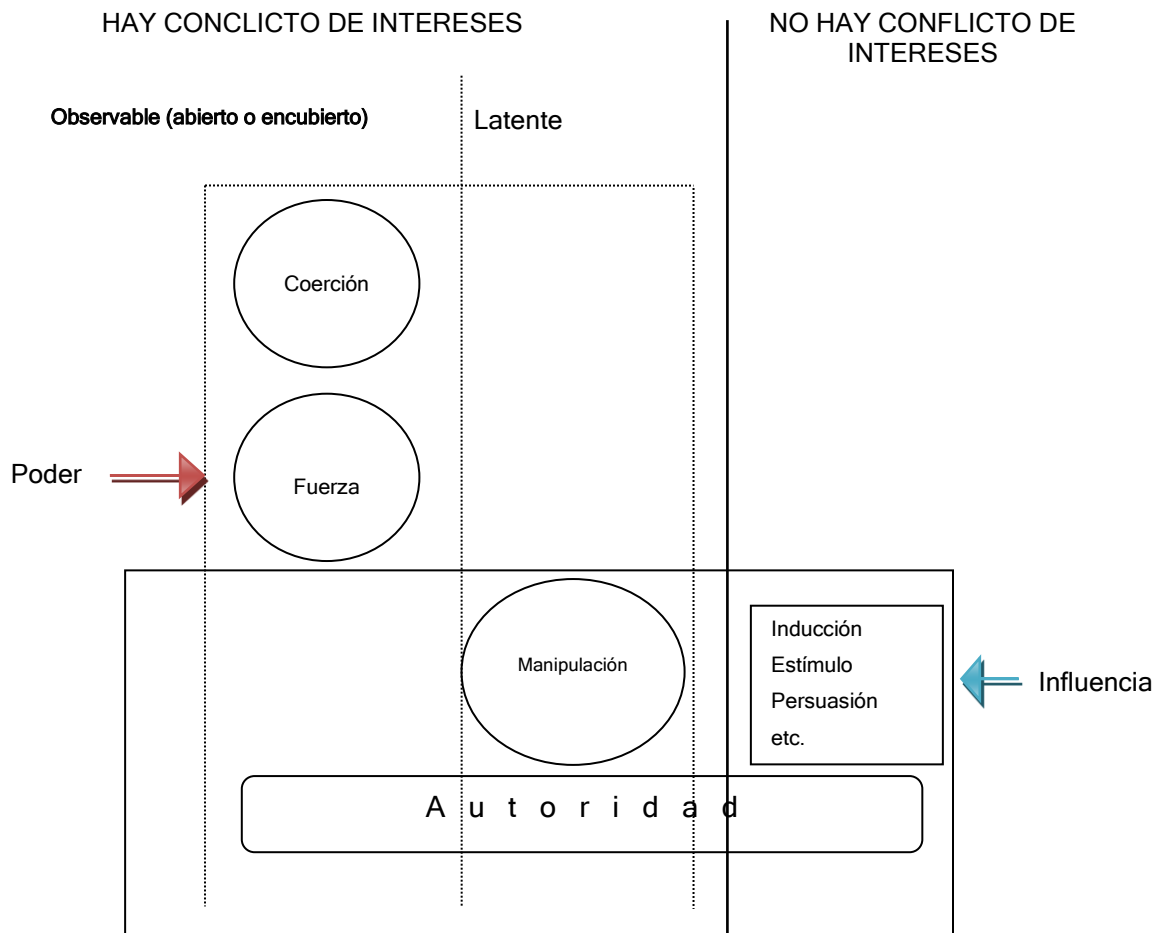 HAY CONCLICTO DE INTERESES
NO HAY CONFLICTO DE
INTERESES
Observable (abierto o encubierto)
Latente
Coerción
Poder
Fuerza
Manipulación
Inducción
Estímulo
Persuasión
etc.
Influencia
A u t o r i d a d